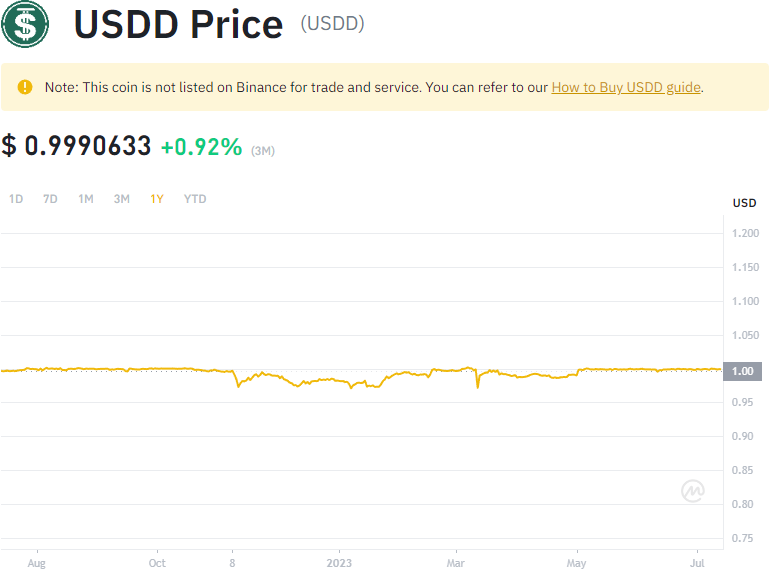 USDD Price (USDD)
Note: This coin is not listed on Binance for trade and service. You can refer to our How to Buy USDD guide.
$ 0.9990633 +0.92% (3M)
1D 7D 1M 3M 1Y YTD
USD
1.200
1.150
1.100
1.050
1.00
0.95
0.90
0.85
0.80
0.75
Aug Oct 8 2023 Mar May Jul